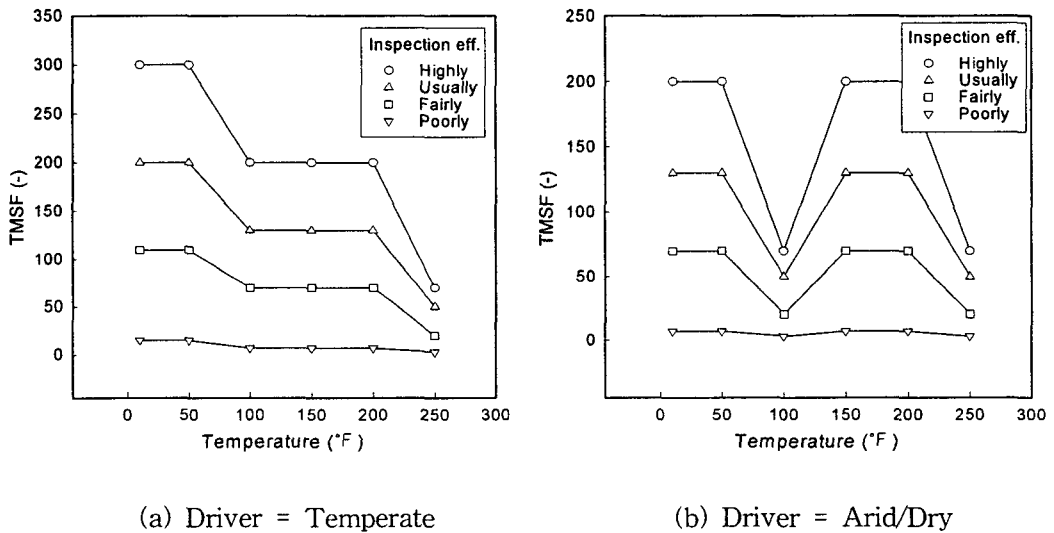 350
300
250
200
150
100
50
0
TMSF (-)
Inspection eff.
Highly
Usually
Fairly
Poorly
0 50 100 150 200 250 300
Temperature (°F)
(a) Driver = Temperate
250
200
150
100
50
0
TMSF (-)
Inspection eff.
Highly
Usually
Fairly
Poorly
0 50 100 150 200 250 300
Temperature (°F)
(b) Driver = Arid/Dry